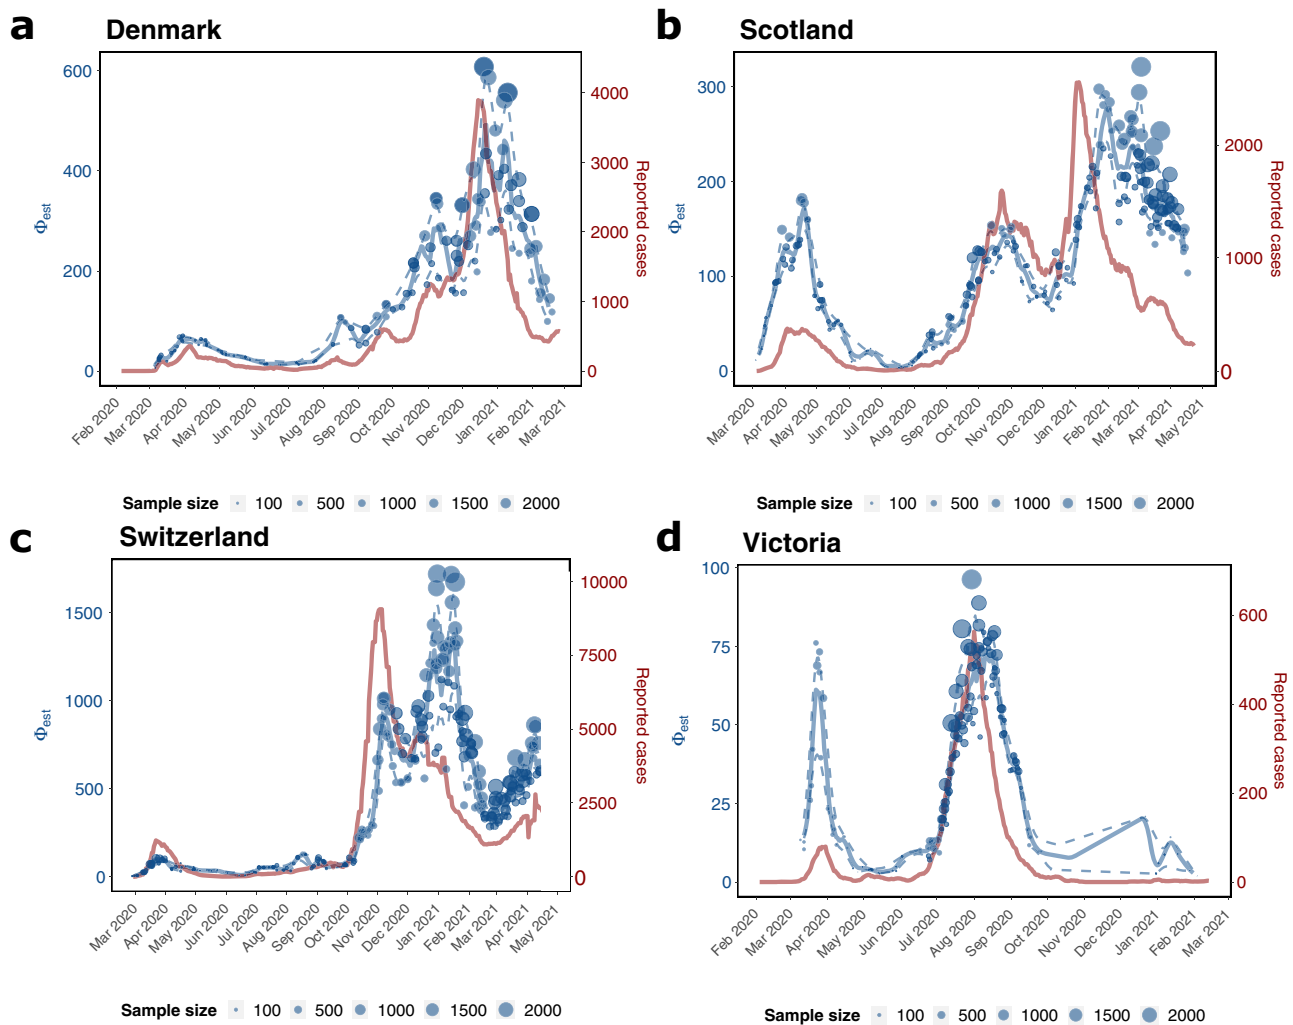 a Denmark
600
400
200
0
Φest
4000
3000
2000
1000
0
Reported cases
Feb 2020 Mar 2020 Apr 2020 May 2020 Jun 2020 Jul 2020 Aug 2020 Sep 2020 Oct 2020 Nov 2020 Dec 2020 Jan 2021 Feb 2021 Mar 2021
Sample size 100 500 1000 1500 2000
b Scotland
300
200
100
0
Φest
2000
1000
0
Reported cases
Mar 2020 Apr 2020 May 2020 Jun 2020 Jul 2020 Aug 2020 Sep 2020 Oct 2020 Nov 2020 Dec 2020 Jan 2021 Feb 2021 Mar 2021 Apr 2021 May 2021
Sample size 100 500 1000 1500 2000
c Switzerland
1500
1000
500
0
Φest
10000
7500
5000
2500
0
Reported cases
Mar 2020 Apr 2020 May 2020 Jun 2020 Jul 2020 Aug 2020 Sep 2020 Oct 2020 Nov 2020 Dec 2020 Jan 2021 Feb 2021 Mar 2021 Apr 2021 May 2021
Sample size 100 500 1000 1500 2000
d Victoria
100
75
50
25
0
Φest
600
400
200
0
Reported cases
Feb 2020 Mar 2020 Apr 2020 May 2020 Jun 2020 Jul 2020 Aug 2020 Sep 2020 Oct 2020 Nov 2020 Dec 2020 Jan 2021 Feb 2021 Mar 2021
Sample size 100 500 1000 1500 2000